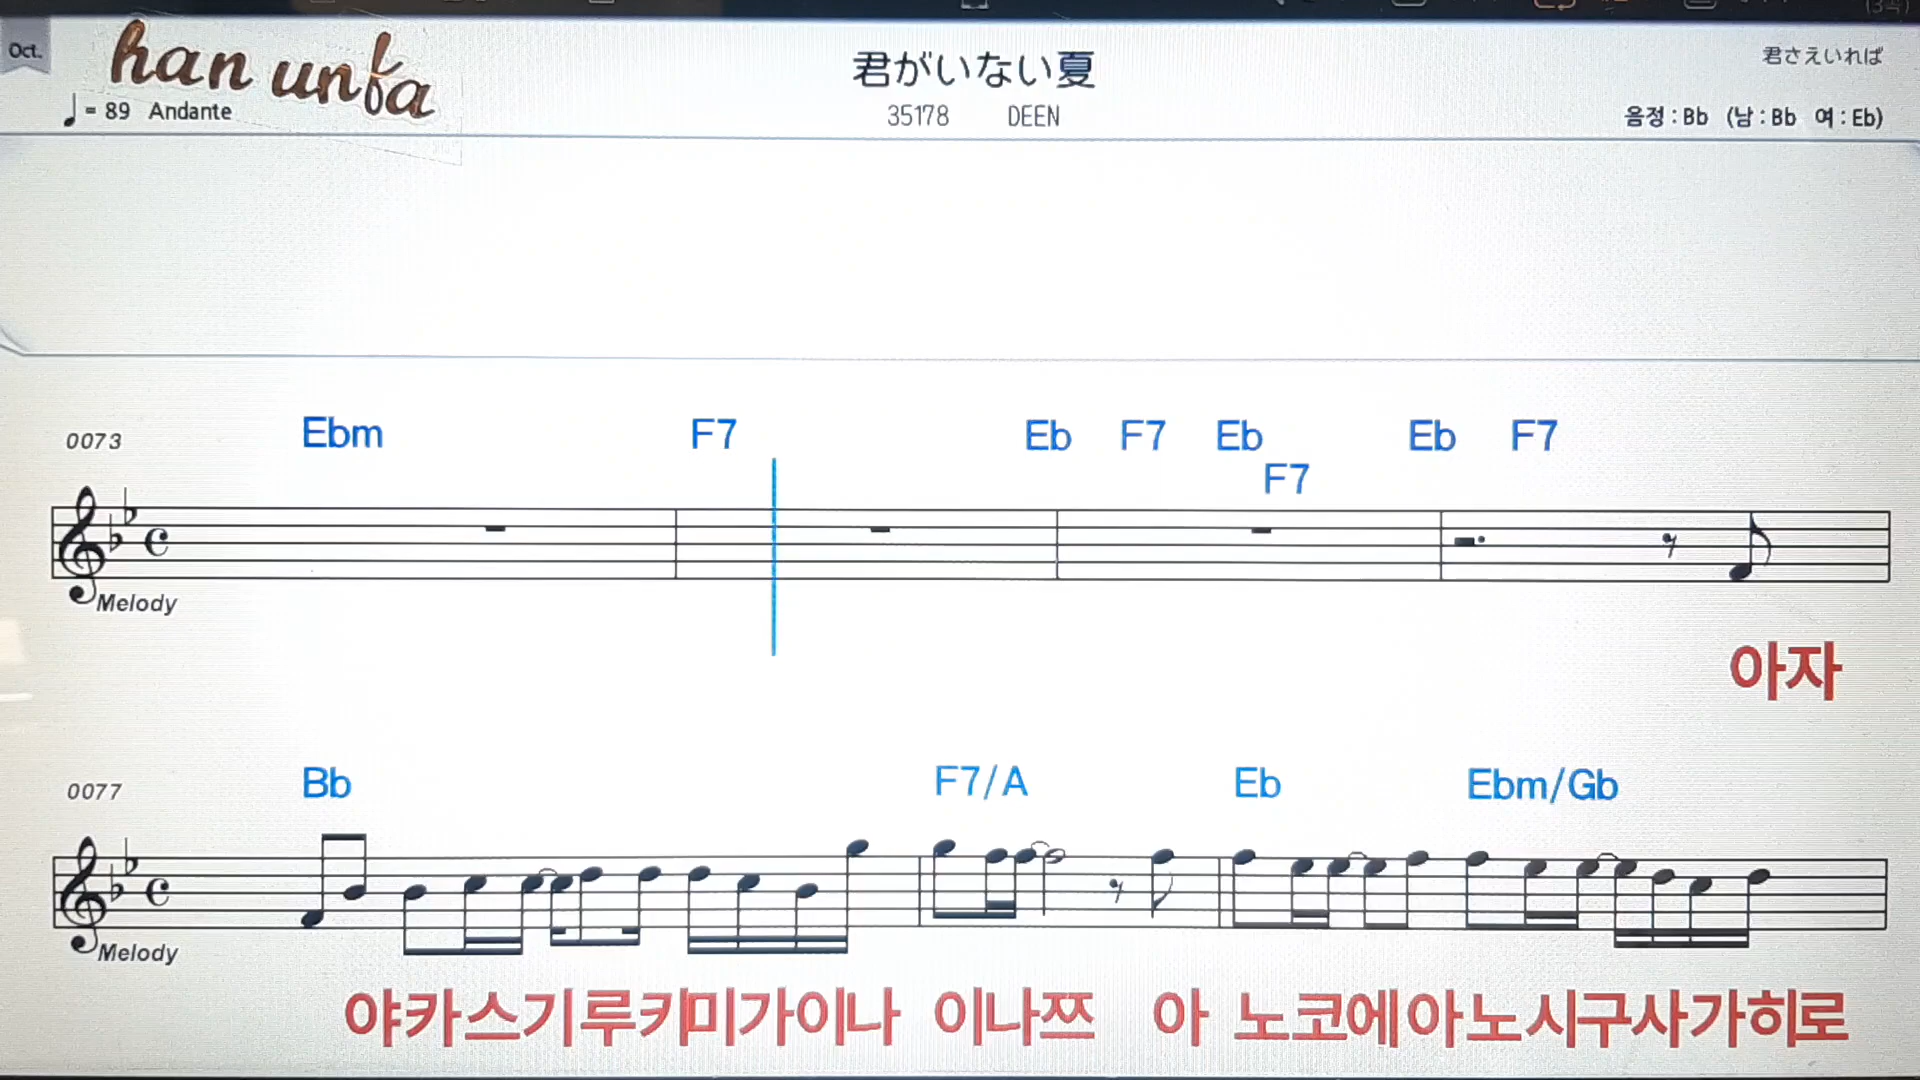 Oct.
han unfa
君がいない夏
君さえいれば
= 89 Andante
35178 DEEN
음정 : Bb (남 : Bb 여 : Eb)
0073 Ebm F7 Eb F7 Eb F7 Eb F7
Melody
아자
0077 Bb F7/A Eb Ebm/Gb
Melody
야카스기루키미가이나 이나쯔 아 노코에아노시구사가히로